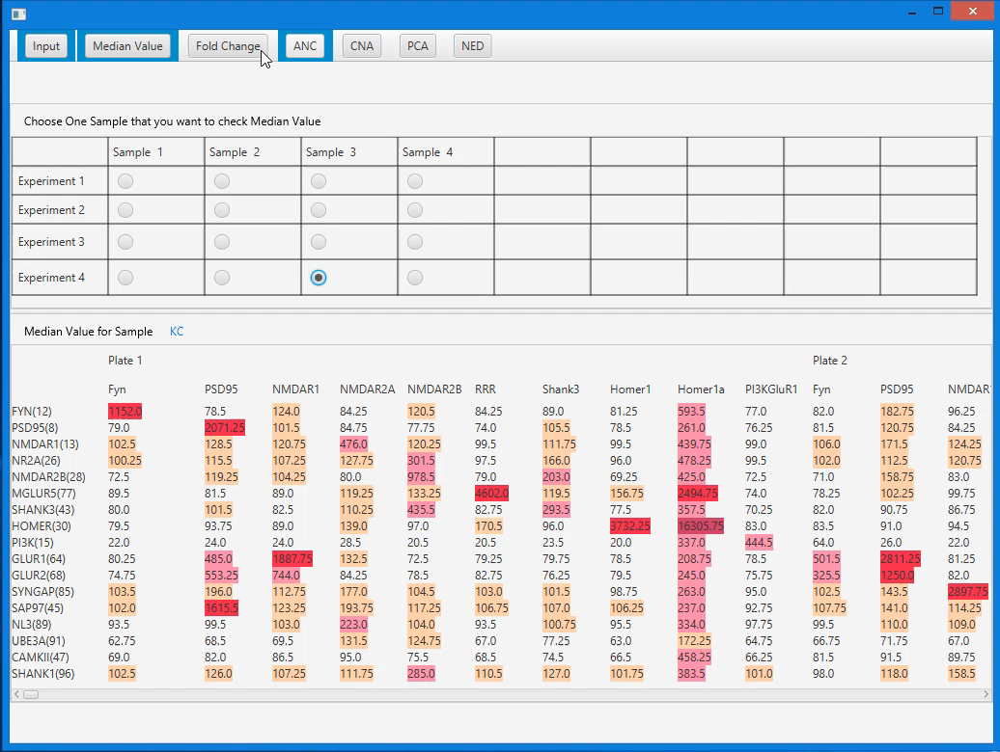 Input Median Value Fold Change ANC CNA PCA NED
Choose One Sample that you want to check Median Value
Sample 1 Sample 2 Sample 3 Sample 4
Experiment 1
Experiment 2
Experiment 3
Experiment 4
Median Value for Sample KC
Plate 1 Plate 2
Fyn PSD95 NMDAR1 NMDAR2A NMDAR2B RRR Shank3 Homer1 Homer1a PI3KGluR1 Fyn PSD95 NMDAR
FYN(12) 1152.0 78.5 124.0 84.25 120.5 84.25 89.0 81.25 593.5 77.0 82.0 182.75 96.25
PSD95(8) 79.0 2071.25 101.5 84.75 77.75 74.0 105.5 78.5 261.0 76.25 81.5 120.75 84.25
NMDAR1(13) 102.5 128.5 120.75 476.0 120.25 99.5 111.75 99.5 439.75 99.0 106.0 171.5 124.25
NR2A(26) 100.25 115.5 107.25 127.75 301.5 97.5 166.0 96.0 478.25 99.5 102.0 112.5 120.75
NMDAR2B(28) 72.5 119.25 104.25 80.0 978.5 79.0 203.0 69.25 425.0 72.5 71.0 158.75 83.0
MGLUR5(77) 89.5 81.5 89.0 119.25 133.25 4602.0 119.5 156.75 2494.75 74.0 78.25 102.25 99.75
SHANK3(43) 80.0 101.5 82.5 110.25 435.5 82.75 293.5 77.5 357.5 70.25 82.0 90.75 86.75
HOMER(30) 79.5 93.75 89.0 139.0 97.0 170.5 96.0 3732.25 16305.75 83.0 83.5 91.0 94.5
PI3K(15) 22.0 24.0 24.0 28.5 20.5 20.5 23.5 20.0 337.0 444.5 64.0 26.0 22.0
GLUR1(64) 80.25 485.0 1887.75 132.5 72.5 79.25 79.75 78.5 208.75 78.5 501.5 2811.25 81.25
GLUR2(68) 74.75 553.25 744.0 84.25 78.5 82.75 76.25 79.5 245.0 75.75 325.5 1250.0 82.0
SYNGAP(85) 103.5 196.0 112.75 177.0 104.5 103.0 101.5 98.75 263.0 95.0 102.5 143.5 2897.75
SAP97(45) 102.0 1615.5 123.25 193.75 117.25 106.75 107.0 106.25 237.0 92.75 107.75 141.0 114.25
NL3(89) 93.5 99.5 103.0 223.0 104.0 93.5 100.75 95.5 334.0 97.75 99.5 110.0 109.0
UBE3A(91) 62.75 68.5 69.5 131.5 124.75 67.0 77.25 63.0 172.25 64.75 66.75 71.75 67.0
CAMKII(47) 69.0 82.0 86.5 95.0 75.5 68.5 74.5 66.5 458.25 66.25 81.5 91.5 89.75
SHANK1(96) 102.5 126.0 107.25 111.75 285.0 110.5 127.0 101.75 383.5 101.0 98.0 118.0 158.5